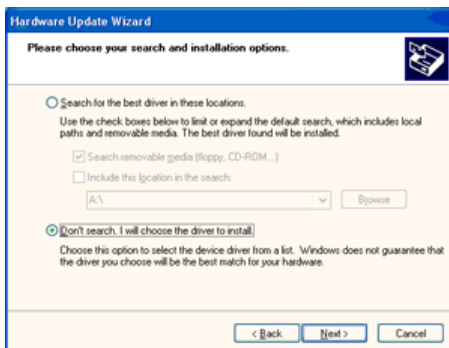 Hardware Update Wizard
Please choose your search and installation options.
Search for the best driver in these locations.
Use the check boxes below to limit or expand the default search, which includes local
paths and removable media. The best driver found will be installed.
Search removable media (floppy, CD-ROM...)
Include this location in the search:
A:\
Browse
Don't search. I will choose the driver to install.
Choose this option to select the device driver from a list. Windows does not guarantee that
the driver you choose will be the best match for your hardware.
< Back Next > Cancel